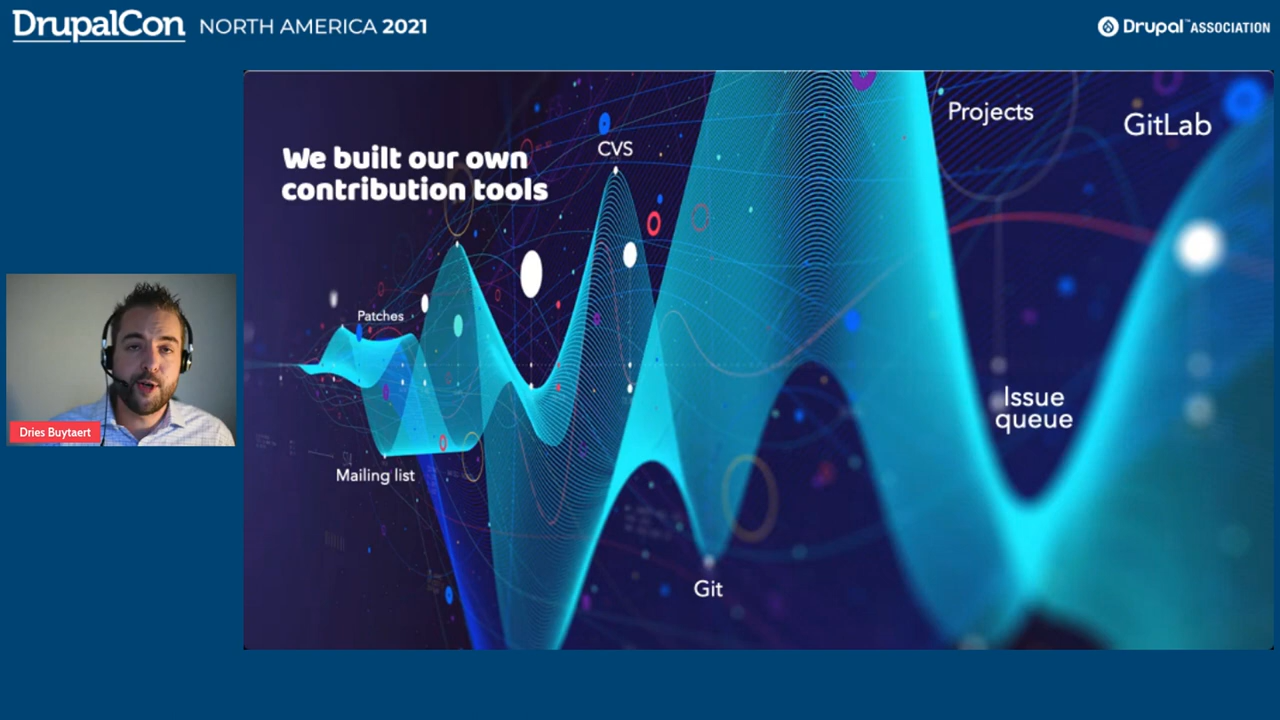 DrupalCon NORTH AMERICA 2021
Drupal™ ASSOCIATION
We built our own
contribution tools
Patches
Mailing list
CVS
Git
Projects
Issue
queue
GitLab
Dries Buytaert